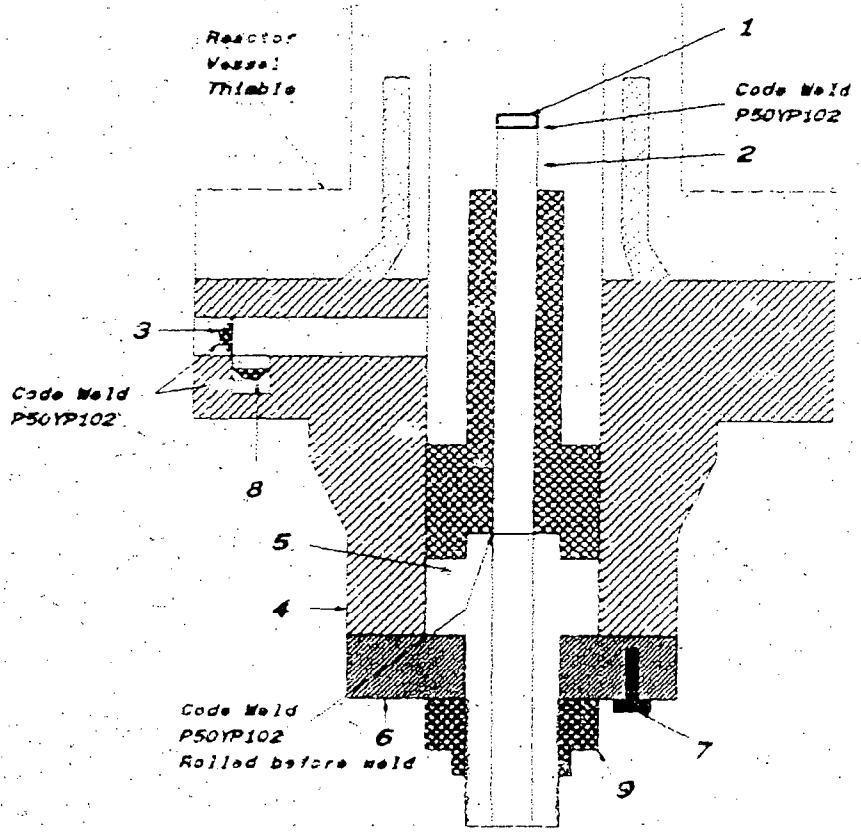 1
Reactor
Vessel
Thimble
Code Weld
P50YP102
2
3
Code Weld
P50YP102
8
5
4
Code Weld
P50YP102
Rolled before weld
6
7
9